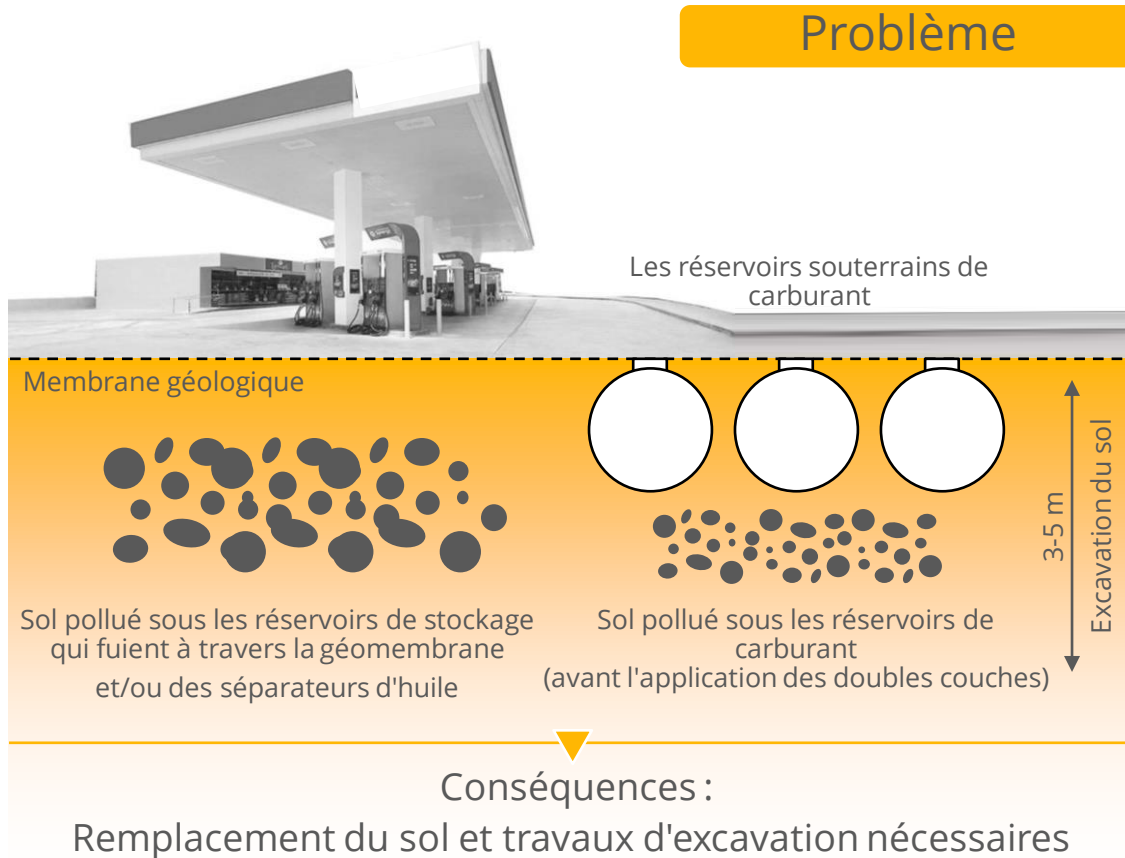 Problème
Les réservoirs souterrains de
carburant
Membrane géologique
3-5 m
Excavation du sol
Sol pollué sous les réservoirs de stockage
qui fuient à travers la géomembrane
et/ou des séparateurs d'huile
Sol pollué sous les réservoirs de
carburant
(avant l'application des doubles couches)
Conséquences :
Remplacement du sol et travaux d'excavation nécessaires